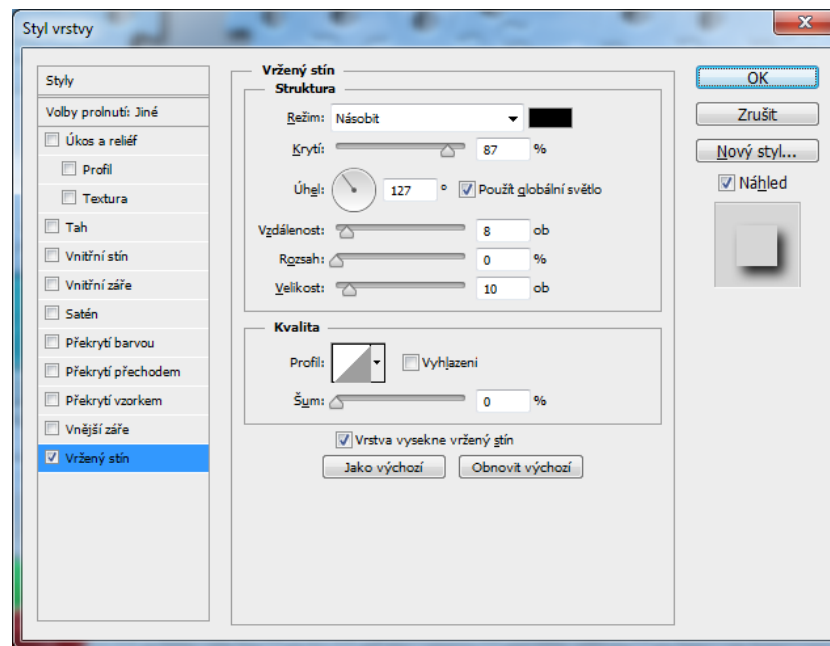 Styl vrstvy
Styly
Volby prolnutí: Jiné
Úkos a reliéf
Profil
Textura
Tah
Vnitřní stín
Vnitřní záře
Satén
Překrytí barvou
Překrytí přechodem
Překrytí vzorkem
Vnější záře
Vržený stín
Vržený stín
Struktura
Režim: Násobit
Krytí: 87 %
Úhel: 127 ° Použít globální světlo
Vzdálenost: 8 ob
Rozsah: 0 %
Velikost: 10 ob
Kvalita
Profil: Vyhlazeni
Šum: 0 %
Vrstva vysekne vržený stín
Jako výchozí Obnovit výchozí
OK
Zrušit
Nový styl...
Náhled